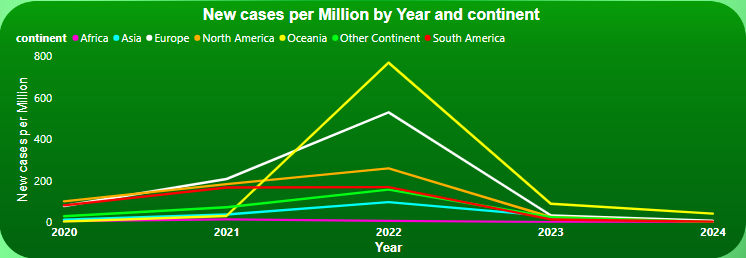 New cases per Million by Year and continent
continent Africa Asia Europe North America Oceania Other Continent South America
New cases per Million
800
600
400
200
0
2020 2021 2022 2023 2024
Year